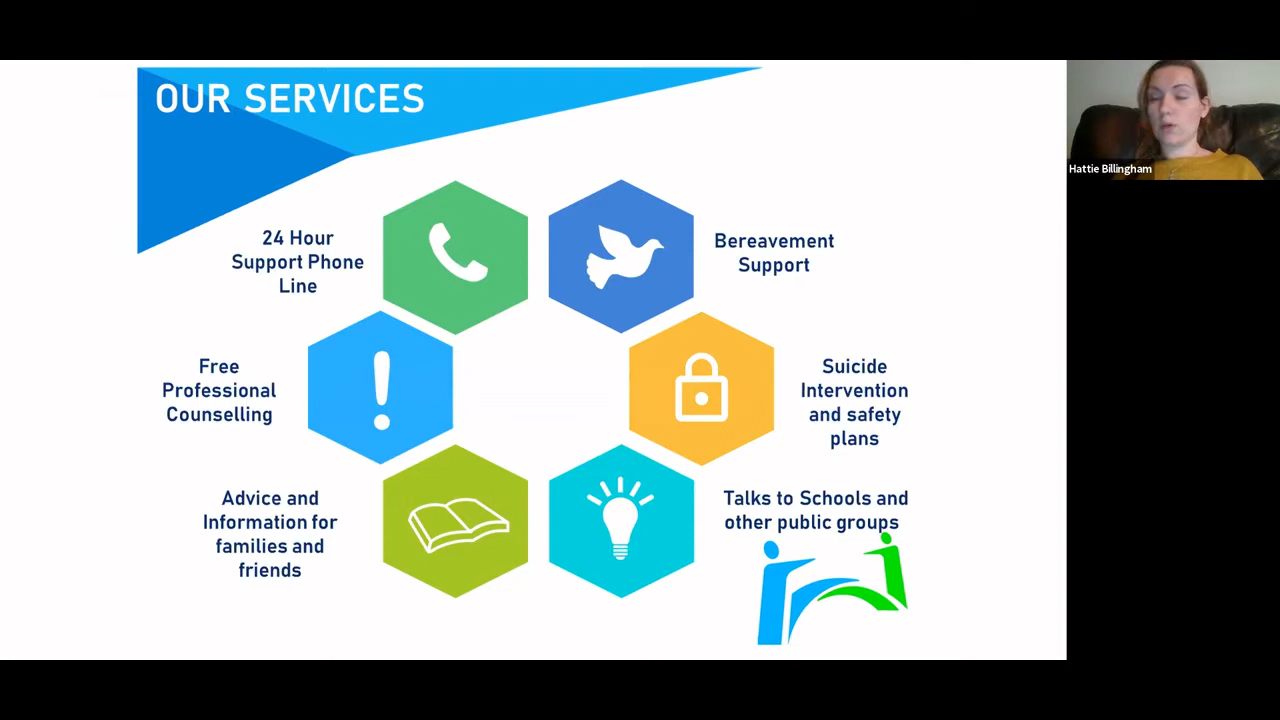 OUR SERVICES
24 Hour
Support Phone
Line
Bereavement
Support
Free
Professional
Counselling
Suicide
Intervention
and safety
plans
Advice and
Information for
families and
friends
Talks to Schools and
other public groups
Hattie Billingham